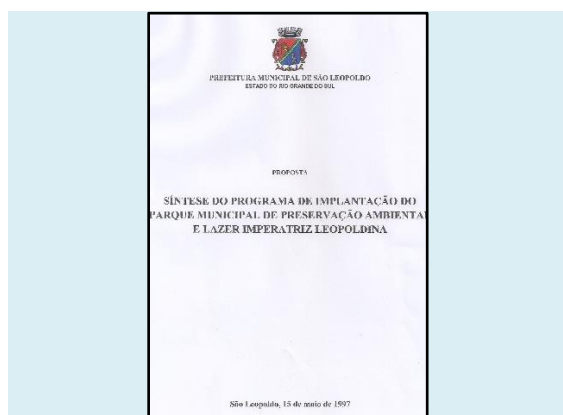 PREFEITURA MUNICIPAL DE SÃO LEOPOLDO
ESTADO DO RIO GRANDE DO SUL
PROPOSTA
SÍNTESE DO PROGRAMA DE IMPLANTAÇÃO DO
PARQUE MUNICIPAL DE PRESERVAÇÃO AMBIENTAL
E LAZER IMPERATRIZ LEOPOLDINA
São Leopoldo, 15 de maio de 1997